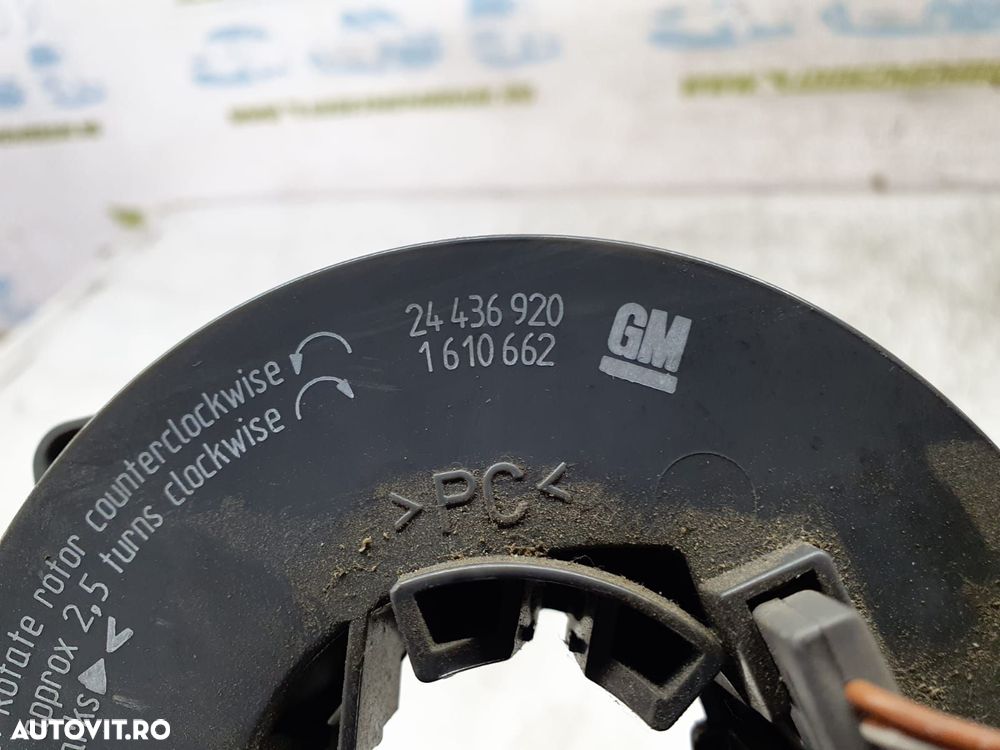 24 436 920
1 610 662
GM
Rotate rotor counterclockwise
approx 2,5 turns clockwise
>PC<
AUTOVIT.RO